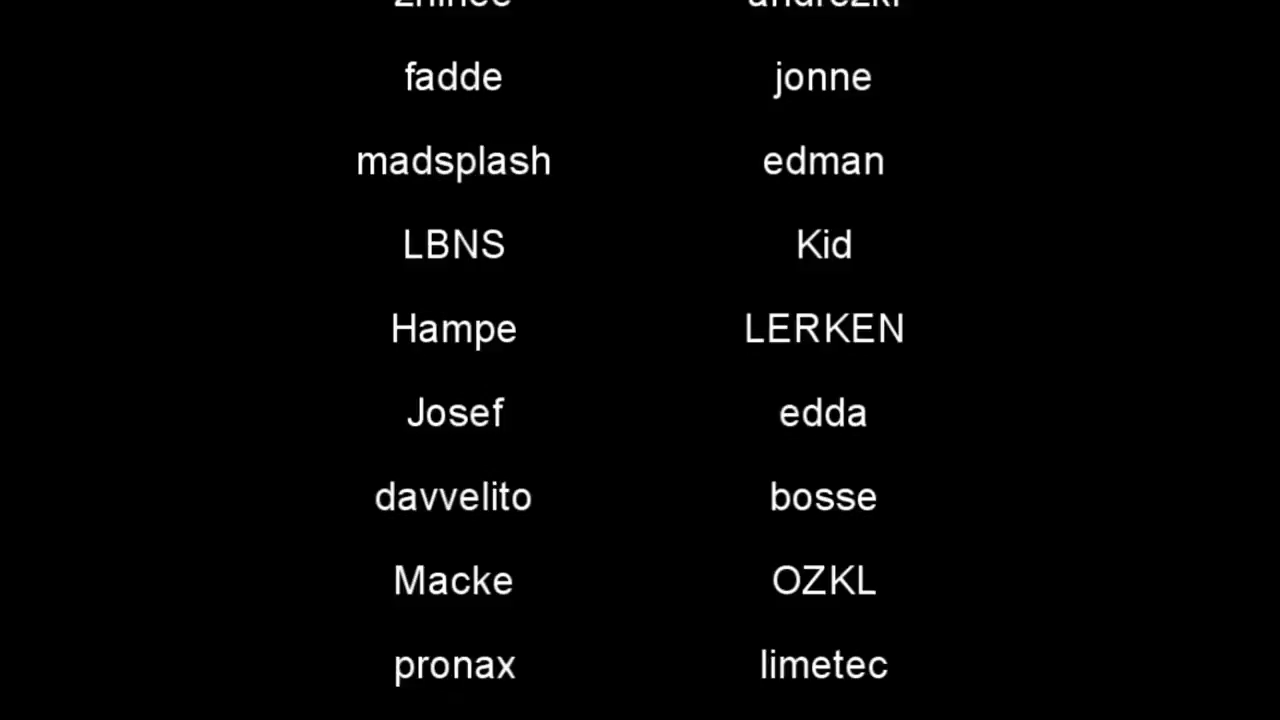 fadde jonne
madsplash edman
LBNS Kid
Hampe LERKEN
Josef edda
davvelito bosse
Macke OZKL
pronax limetec